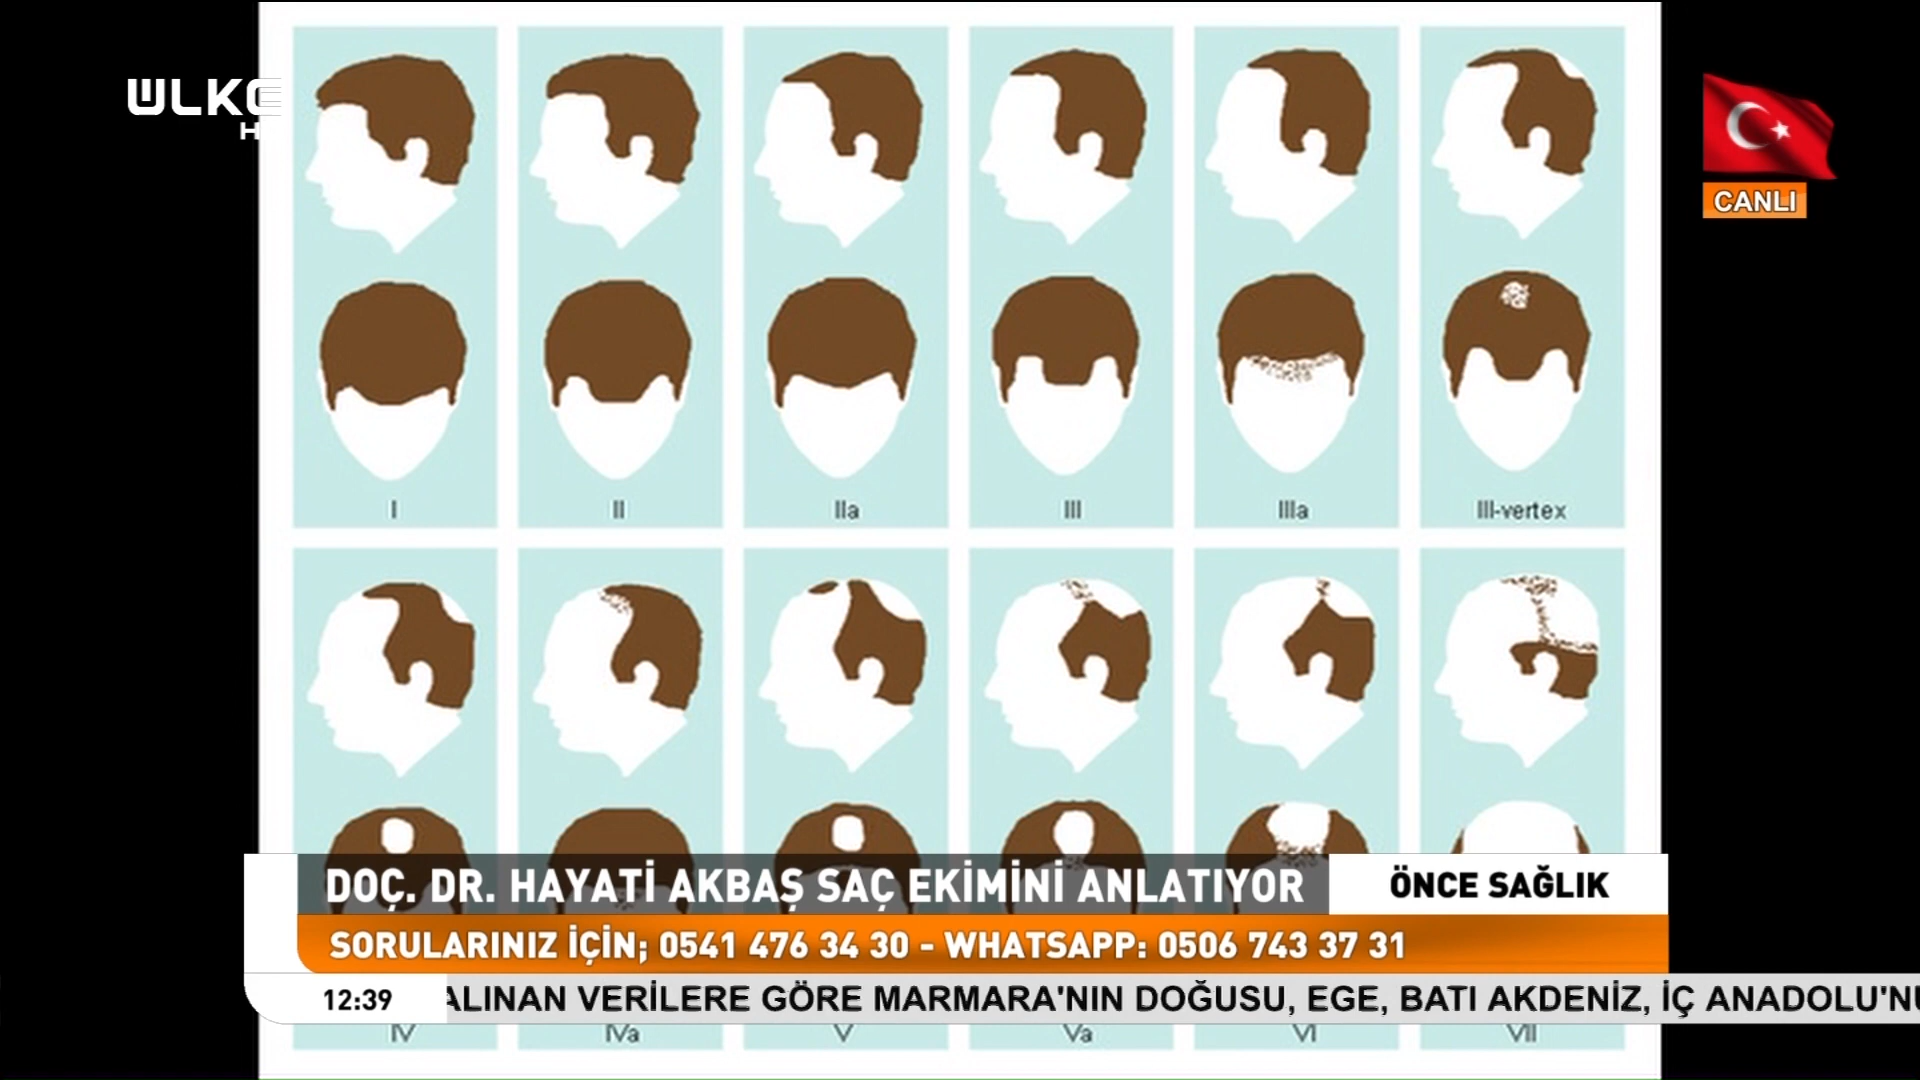 ÜLKE
H
CANLI
I II IIa III IIIa III-vertex
DOÇ. DR. HAYATİ AKBAŞ SAÇ EKİMİNİ ANLATIYOR
ÖNCE SAĞLIK
SORULARINIZ İÇİN; 0541 476 34 30 - WHATSAPP: 0506 743 37 31
12:39
ALINAN VERİLERE GÖRE MARMARA'NIN DOĞUSU, EGE, BATI AKDENİZ, İÇ ANADOLU'NU
IV IVa V Va VI VII